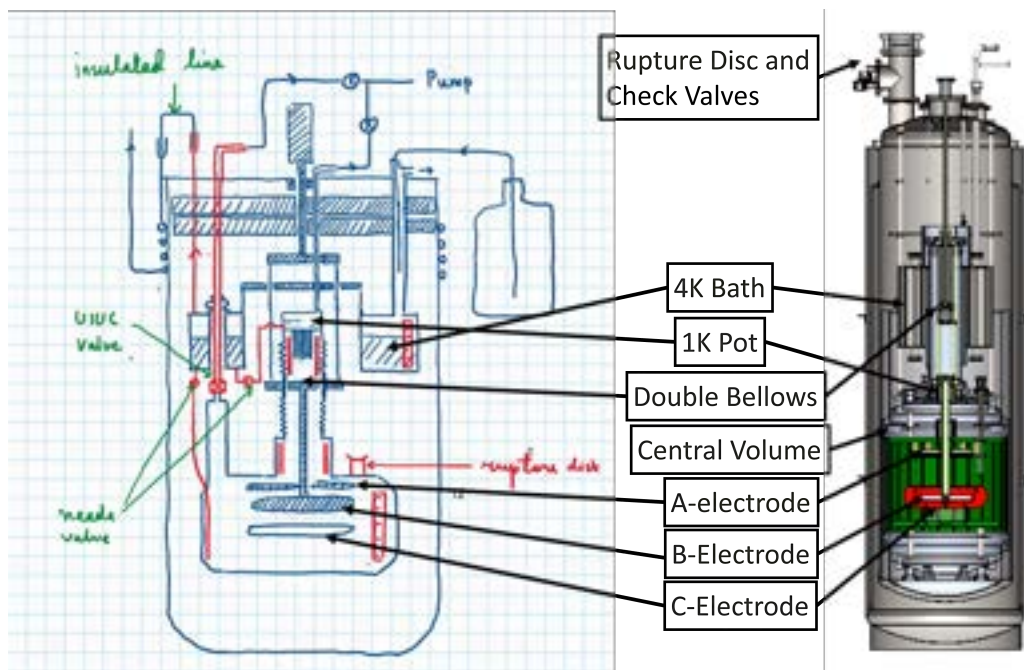 insulated line
Pump
Rupture Disc and
Check Valves
4K Bath
UIUC
Valve
1K Pot
Double Bellows
Central Volume
rupture disk
A-electrode
needle
valve
B-Electrode
C-Electrode